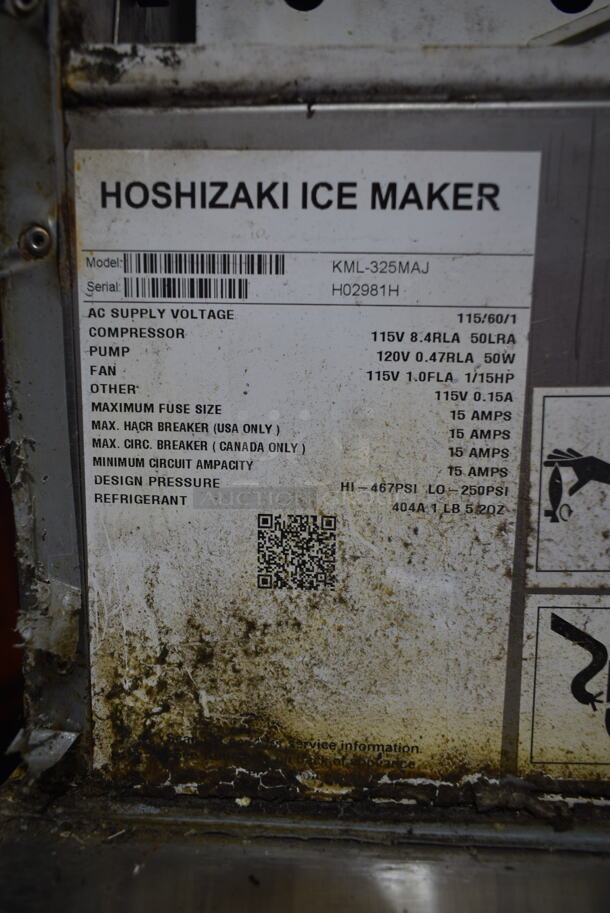 HOSHIZAKI ICE MAKER
Model: KML-325MAJ
Serial: H02981H
AC SUPPLY VOLTAGE 115/60/1
COMPRESSOR 115V 8.4RLA 50LRA
PUMP 120V 0.47RLA 50W
FAN 115V 1.0FLA 1/15HP
OTHER 115V 0.15A
MAXIMUM FUSE SIZE 15 AMPS
MAX. HACR BREAKER (USA ONLY) 15 AMPS
MAX. CIRC. BREAKER (CANADA ONLY) 15 AMPS
MINIMUM CIRCUIT AMPACITY 15 AMPS
DESIGN PRESSURE HI-467PSI LO-250PSI
REFRIGERANT 404A 1 LB 5.2OZ
service information
of appliance